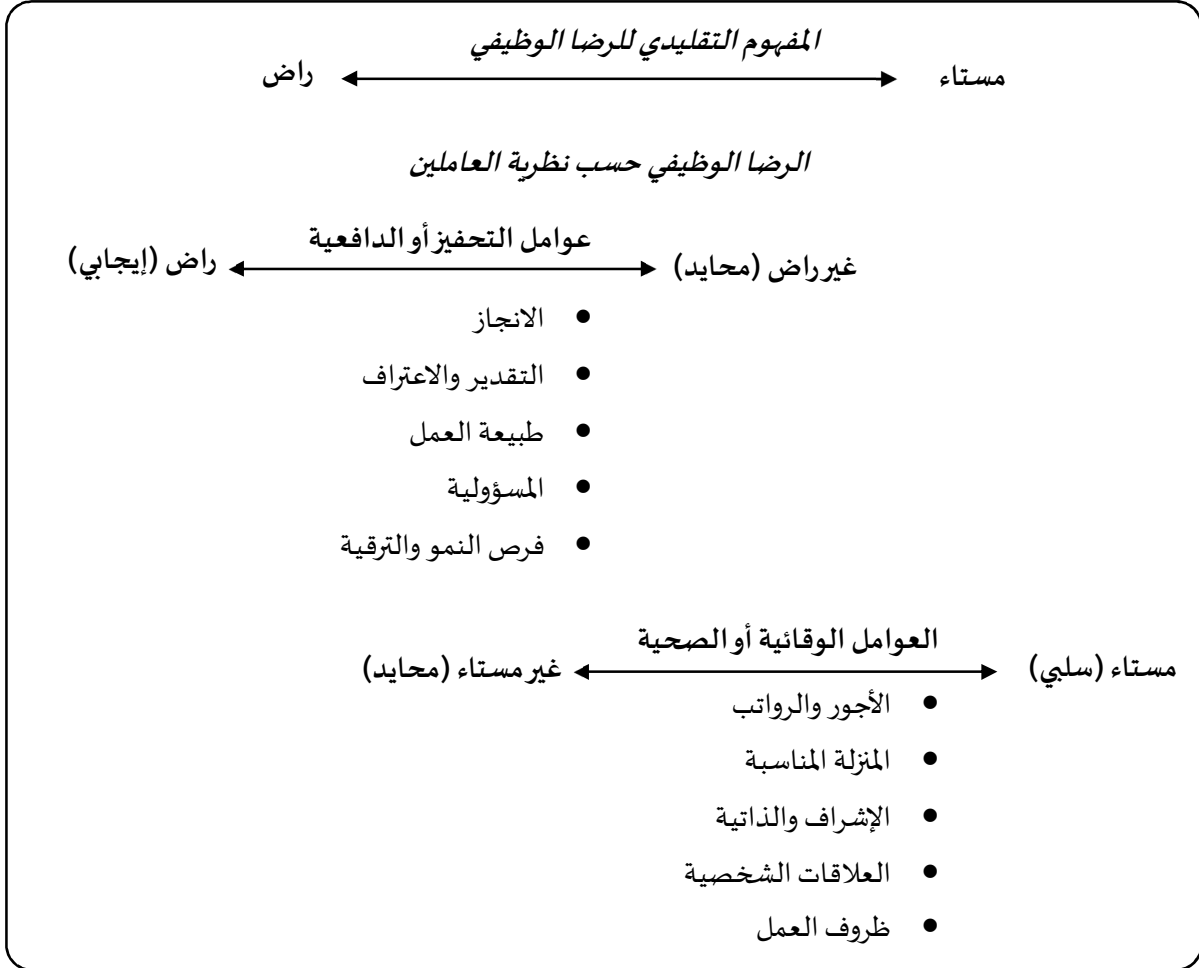 المفهوم التقليدي للرضا الوظيفي
مستاء راض
الرضا الوظيفي حسب نظرية العاملين
عوامل التحفيز أو الدافعية
غير راض (محايد) راض (إيجابي)
• الانجاز
• التقدير والاعتراف
• طبيعة العمل
• المسؤولية
• فرص النمو والترقية
العوامل الوقائية أو الصحية
مستاء (سلبي) غير مستاء (محايد)
• الأجور والرواتب
• المنزلة المناسبة
• الإشراف والذاتية
• العلاقات الشخصية
• ظروف العمل